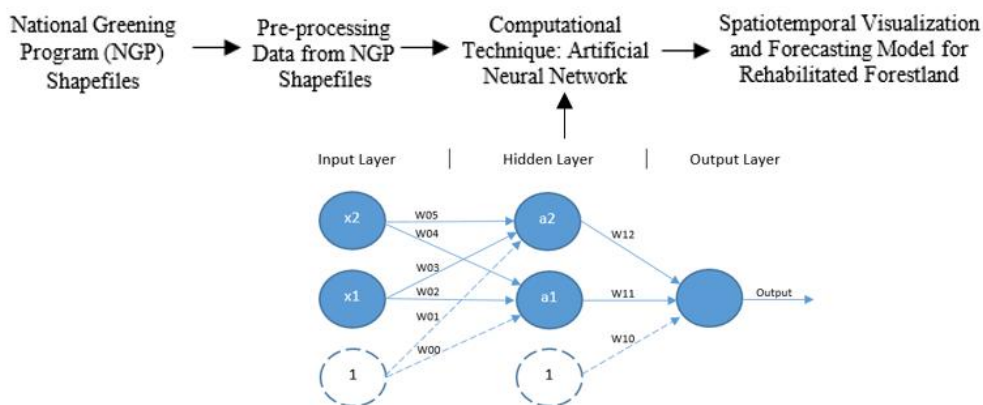 National Greening
Program (NGP)
Shapefiles
Pre-processing
Data from NGP
Shapefiles
Computational
Technique: Artificial
Neural Network
Spatiotemporal Visualization
and Forecasting Model for
Rehabilitated Forestland
Input Layer | Hidden Layer | Output Layer
x2
W05
W04
a2
W12
x1
W03
W02
W01
a1
W11
Output
W00
W10
1
1